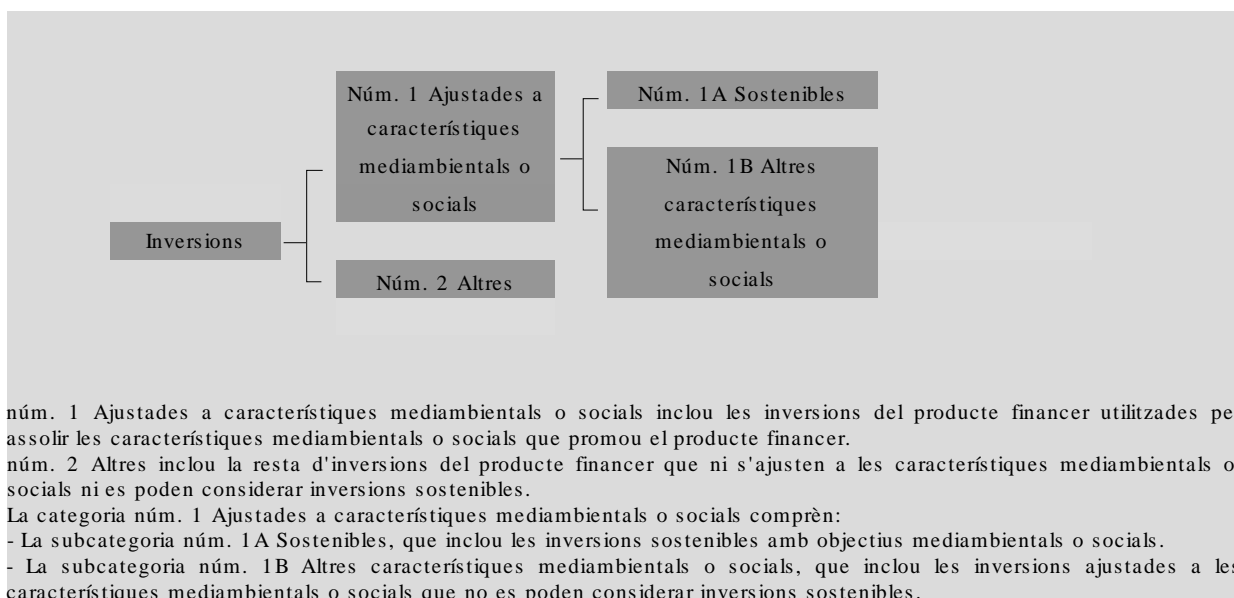 Núm. 1 Ajustades a
característiques
mediambientals o
socials
Núm. 1A Sostenibles
Núm. 1B Altres
característiques
mediambientals o
socials
Inversions
Núm. 2 Altres
núm. 1 Ajustades a característiques mediambientals o socials inclou les inversions del producte financer utilitzades pe
assolir les característiques mediambientals o socials que promou el producte financer.
núm. 2 Altres inclou la resta d'inversions del producte financer que ni s'ajusten a les característiques mediambientals o
socials ni es poden considerar inversions sostenibles.
La categoria núm. 1 Ajustades a característiques mediambientals o socials comprèn:
- La subcategoria núm. 1A Sostenibles, que inclou les inversions sostenibles amb objectius mediambientals o socials.
- La subcategoria núm. 1B Altres característiques mediambientals o socials, que inclou les inversions ajustades a les
característiques mediambientals o socials que no es poden considerar inversions sostenibles.